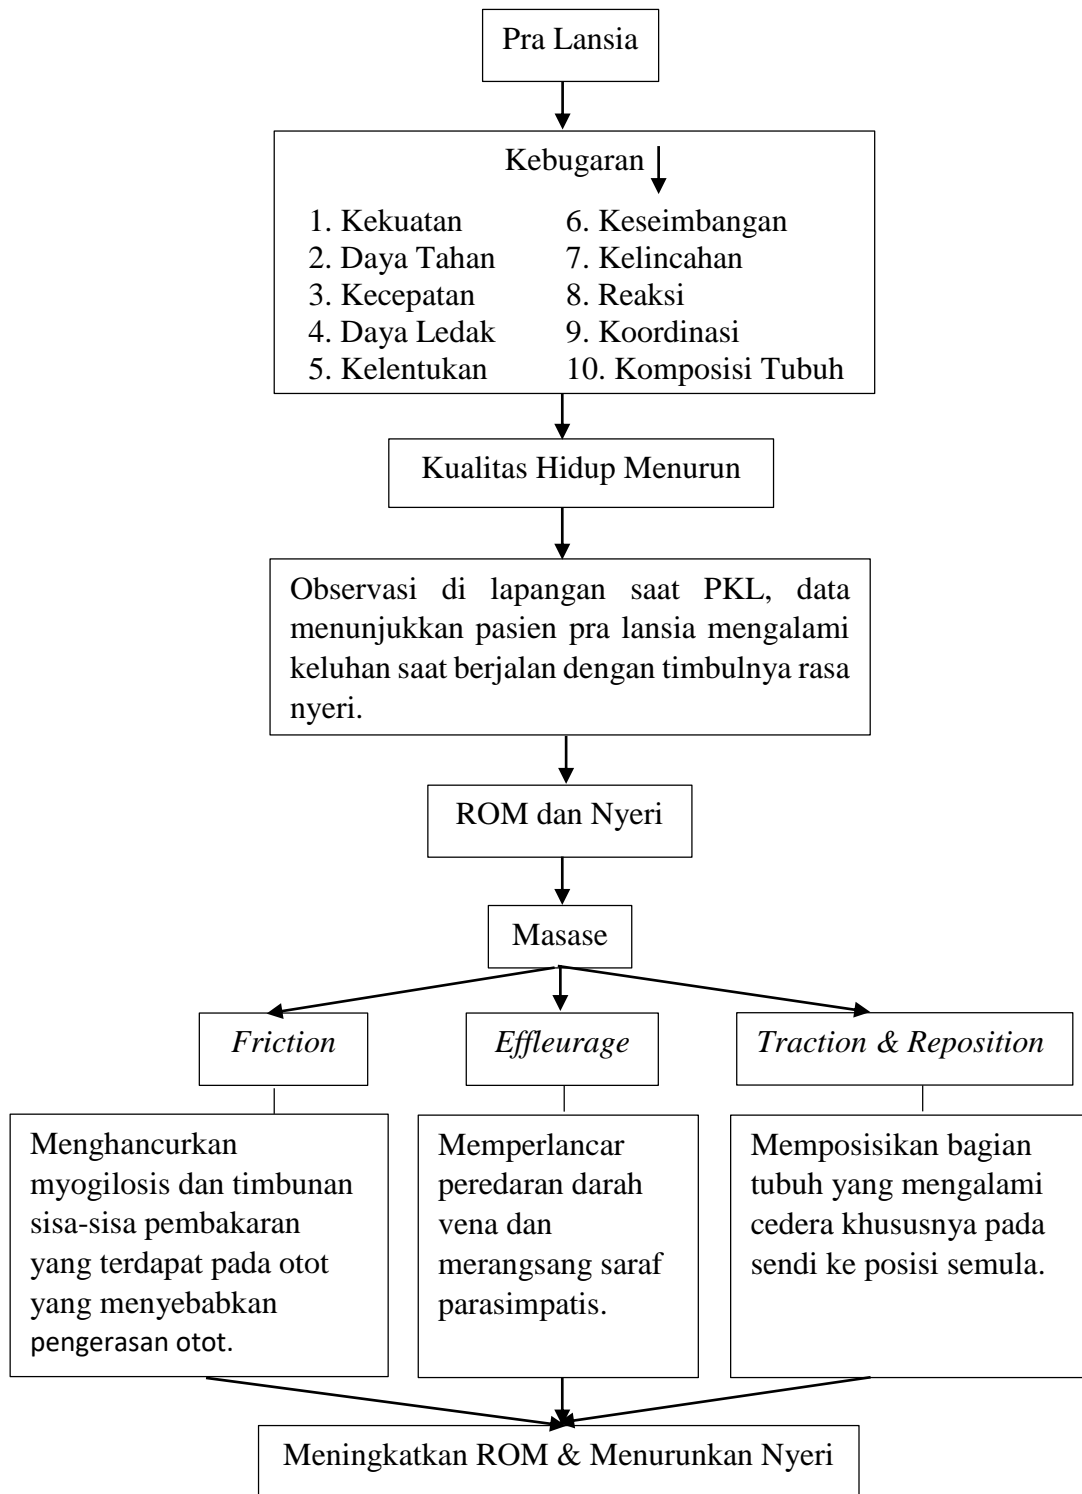 Pra Lansia
Kebugaran
1. Kekuatan
2. Daya Tahan
3. Kecepatan
4. Daya Ledak
5. Kelentukan
6. Keseimbangan
7. Kelincahan
8. Reaksi
9. Koordinasi
10. Komposisi Tubuh
Kualitas Hidup Menurun
Observasi di lapangan saat PKL, data
menunjukkan pasien pra lansia mengalami
keluhan saat berjalan dengan timbulnya rasa
nyeri.
ROM dan Nyeri
Masase
Friction
Menghancurkan
myogilosis dan timbunan
sisa-sisa pembakaran
yang terdapat pada otot
yang menyebabkan
pengerasan otot.
Effleurage
Memperlancar
peredaran darah
vena dan
merangsang saraf
parasimpatis.
Traction & Reposition
Memposisikan bagian
tubuh yang mengalami
cedera khususnya pada
sendi ke posisi semula.
Meningkatkan ROM & Menurunkan Nyeri